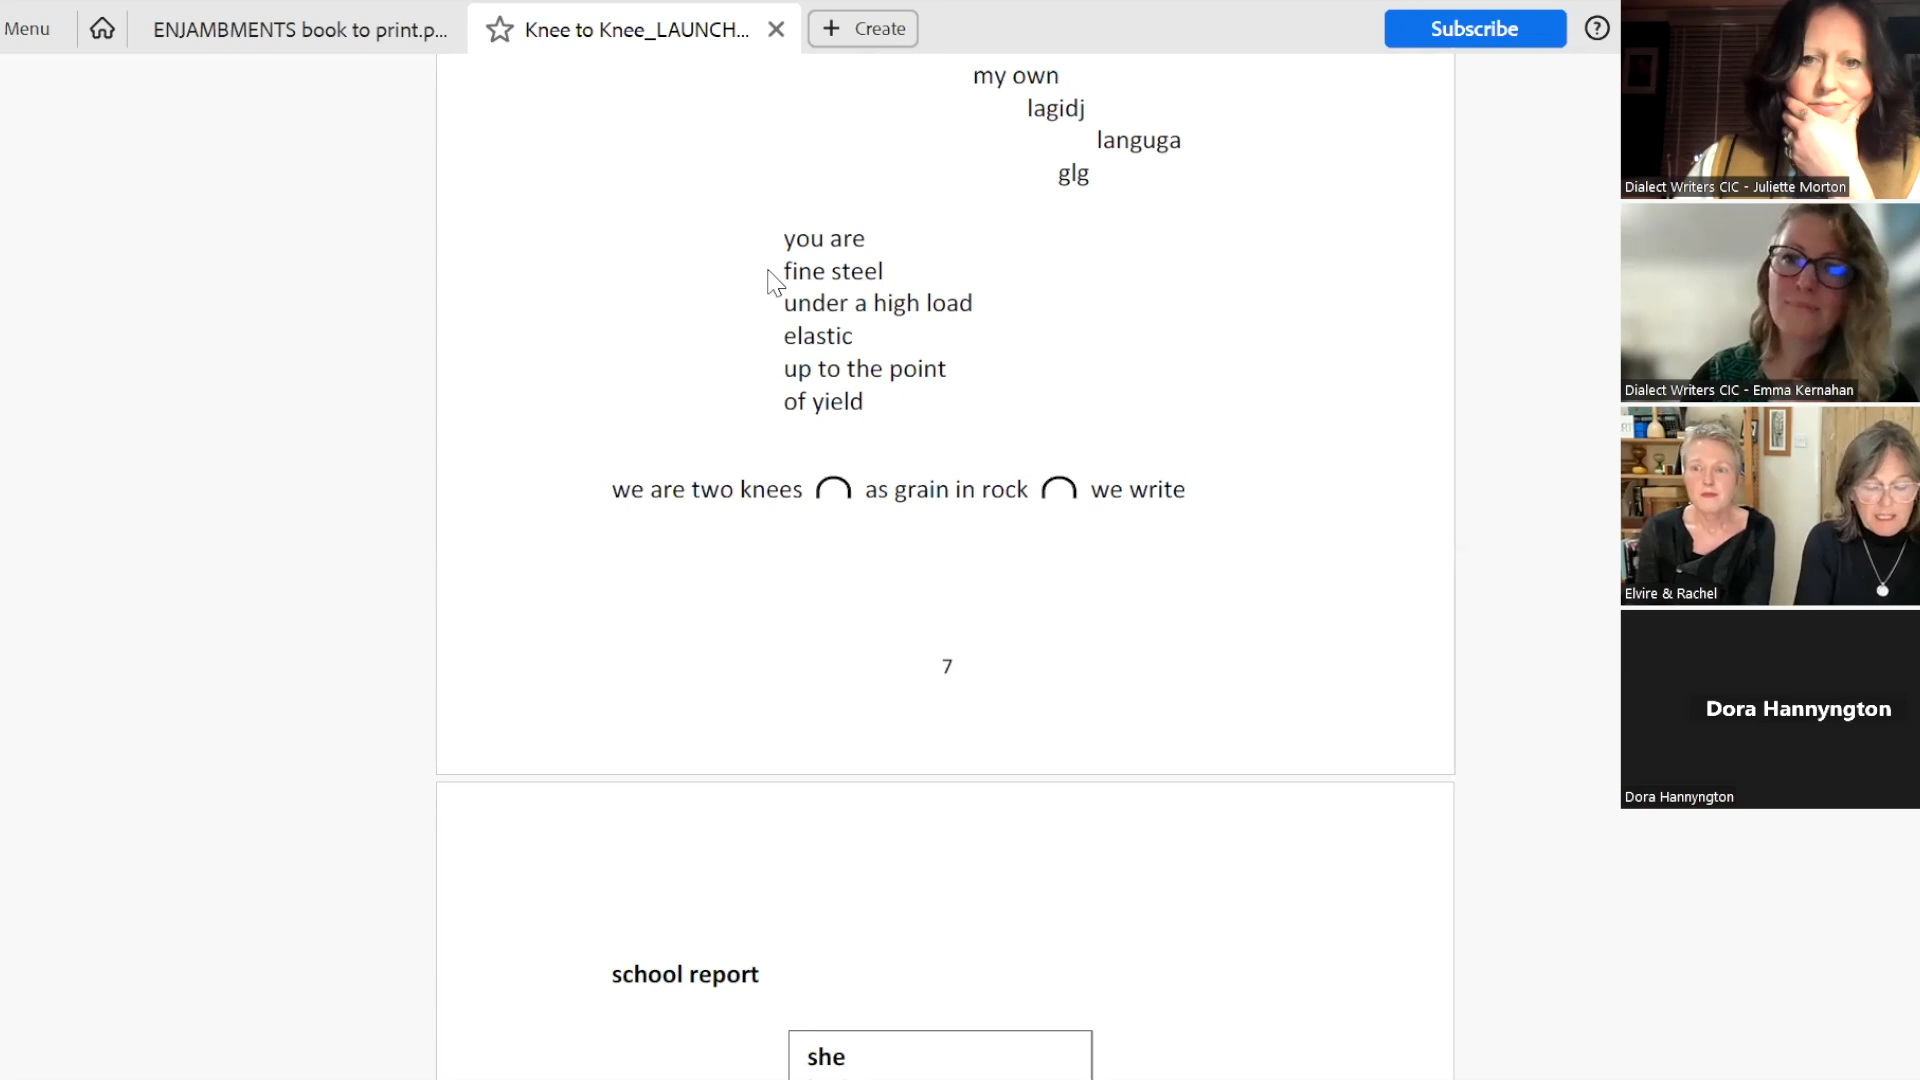 Menu
ENJAMBMENTS book to print.p...
Knee to Knee_LAUNCH...
Create
Subscribe
my own
lagidj
languga
glg
you are
fine steel
under a high load
elastic
up to the point
of yield
we are two knees ⌒ as grain in rock ⌒ we write
7
school report
she
Dialect Writers CIC - Juliette Morton
Dialect Writers CIC - Emma Kernahan
Elvire & Rachel
Dora Hannyngton
Dora Hannyngton